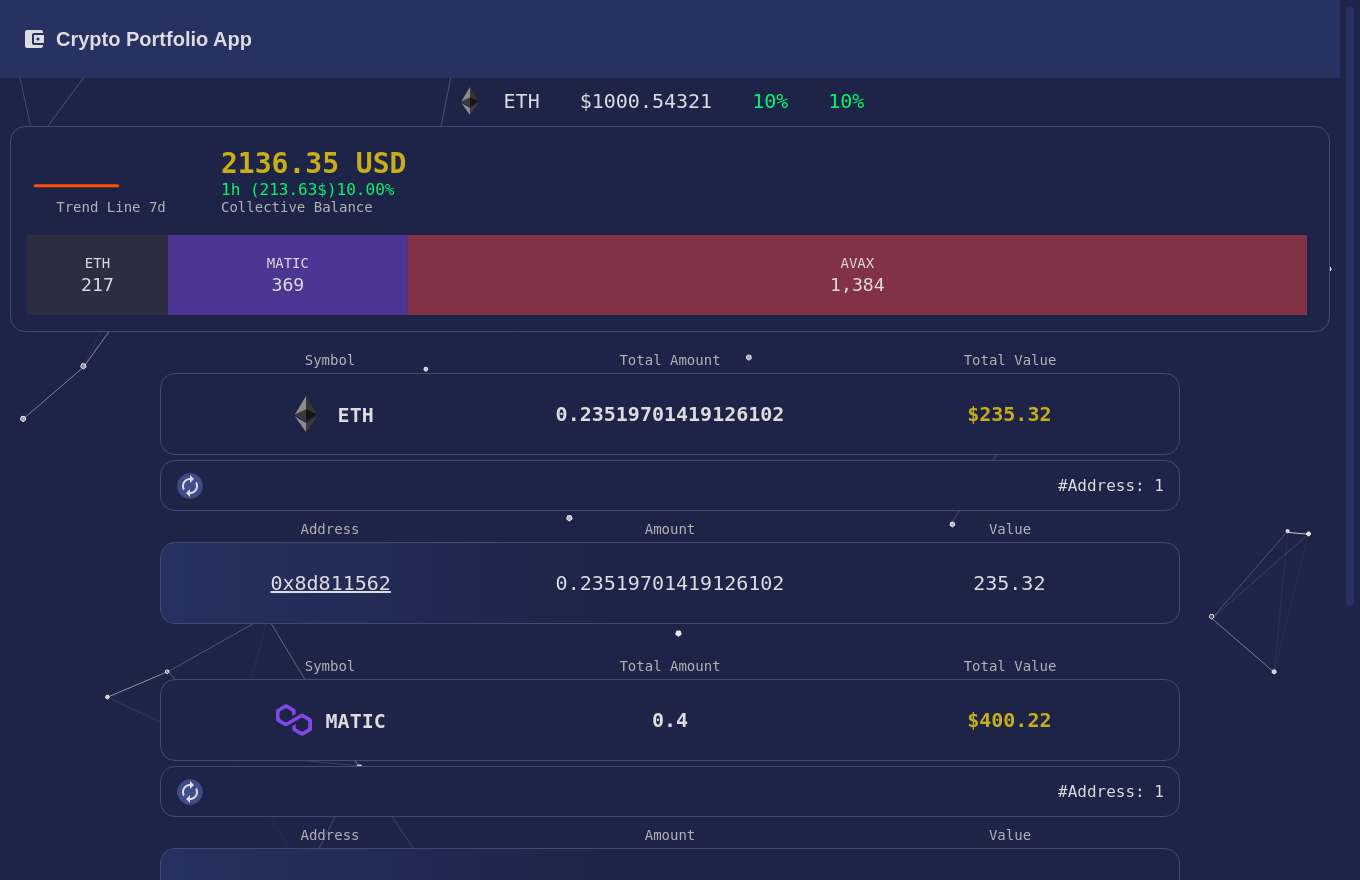 Crypto Portfolio App
ETH $1000.54321 10% 10%
2136.35 USD
1h (213.63$)10.00%
Trend Line 7d Collective Balance
ETH MATIC AVAX
217 369 1,384
Symbol Total Amount Total Value
ETH 0.23519701419126102 $235.32
#Address: 1
Address Amount Value
0x8d811562 0.23519701419126102 235.32
Symbol Total Amount Total Value
MATIC 0.4 $400.22
#Address: 1
Address Amount Value